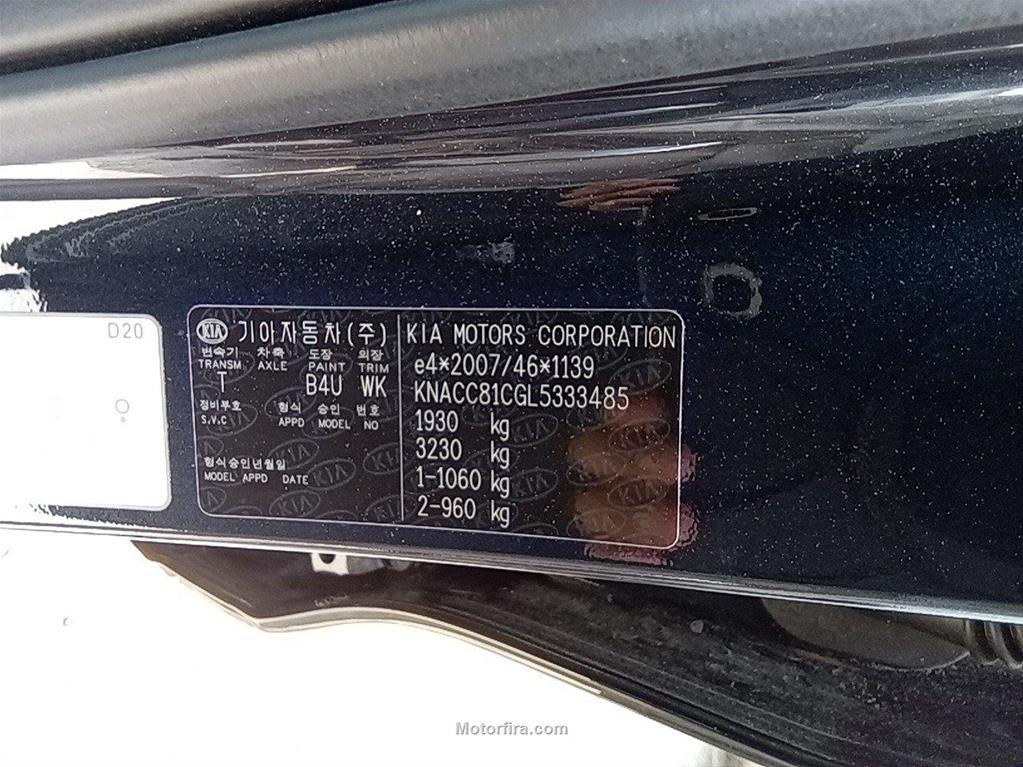 D20
KIA 기아자동차(주)
변속기 차축 도장 외장
TRANSM AXLE PAINT TRIM
T B4U WK
정비부호 형식 승인 번호
S.V.C APPD MODEL NO
형식승인년월일
MODEL APPD DATE
KIA MOTORS CORPORATION
e4*2007/46*1139
KNACC81CGL5333485
1930 kg
3230 kg
1-1060 kg
2-960 kg
Motorfira.com